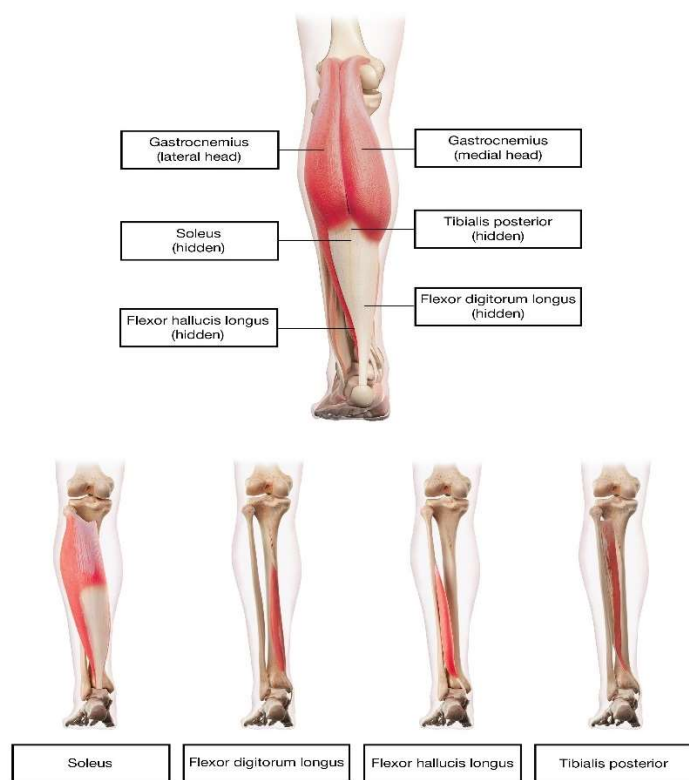 Gastrocnemius
(lateral head)
Gastrocnemius
(medial head)
Soleus
(hidden)
Tibialis posterior
(hidden)
Flexor hallucis longus
(hidden)
Flexor digitorum longus
(hidden)
Soleus
Flexor digitorum longus
Flexor hallucis longus
Tibialis posterior